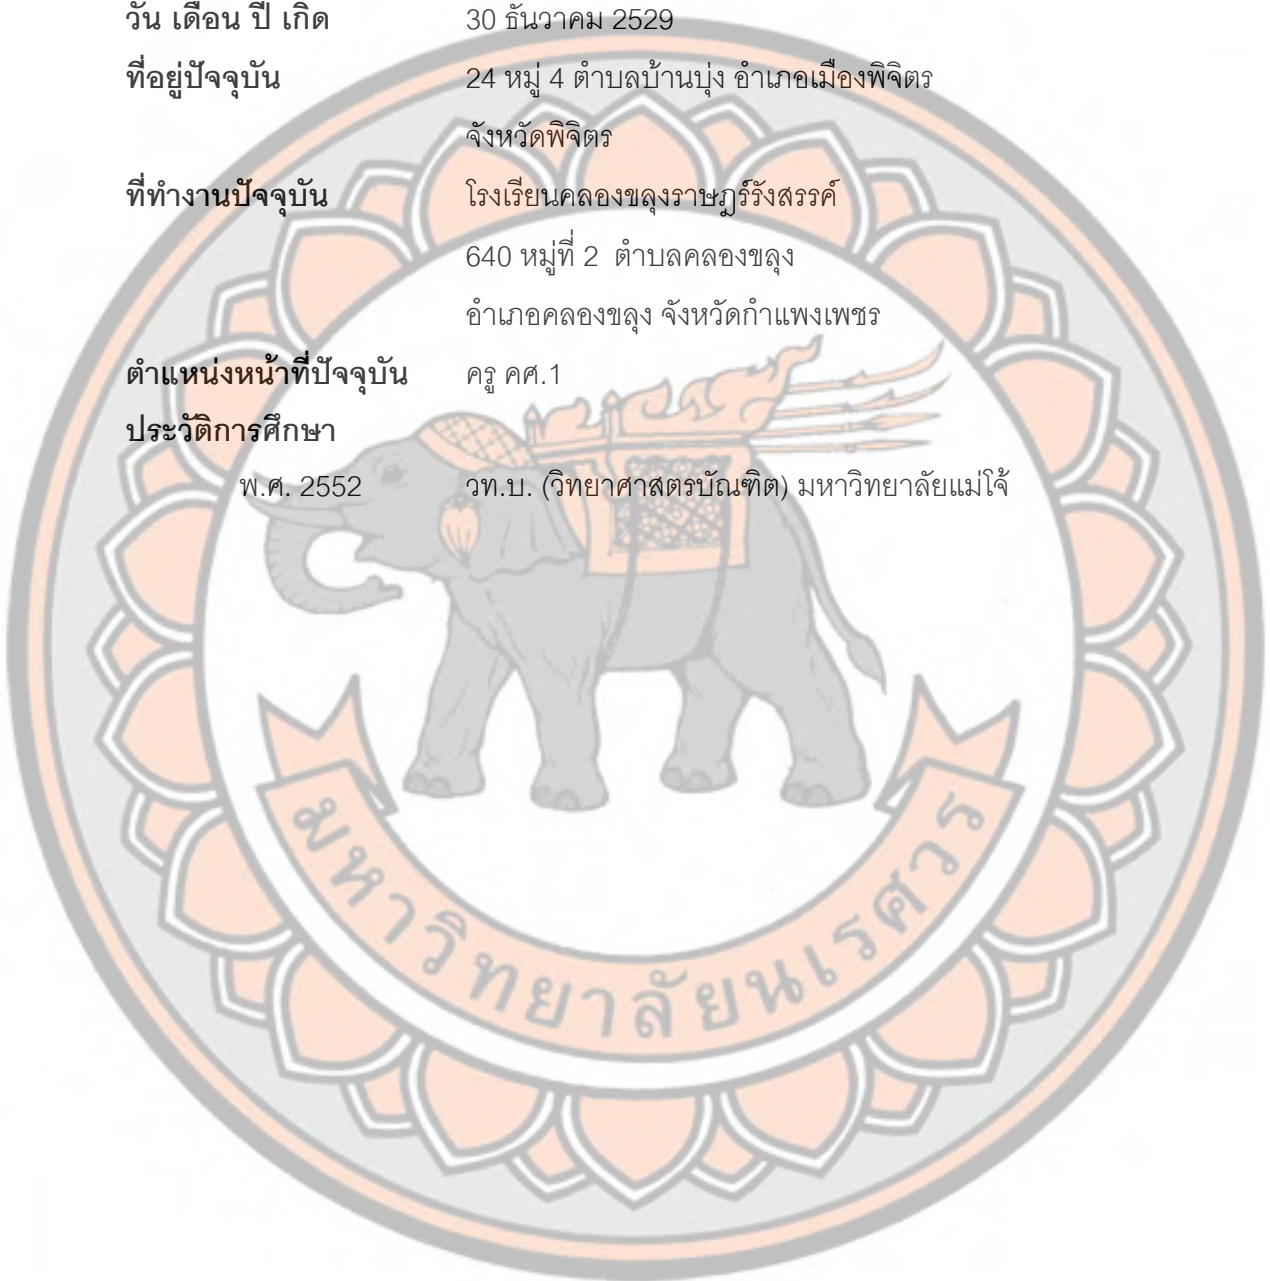 วัน เดือน ปี เกิด 30 ธันวาคม 2529
ที่อยู่ปัจจุบัน 24 หมู่ 4 ตำบลบ้านบุ่ง อำเภอเมืองพิจิตร
จังหวัดพิจิตร
ที่ทำงานปัจจุบัน โรงเรียนคลองขลุงราษฎร์รังสรรค์
640 หมู่ที่ 2 ตำบลคลองขลุง
อำเภอคลองขลุง จังหวัดกำแพงเพชร
ตำแหน่งหน้าที่ปัจจุบัน ครู คศ.1
ประวัติการศึกษา
พ.ศ. 2552 วท.บ. (วิทยาศาสตรบัณฑิต) มหาวิทยาลัยแม่โจ้
มหาวิทยาลัยนเรศวร